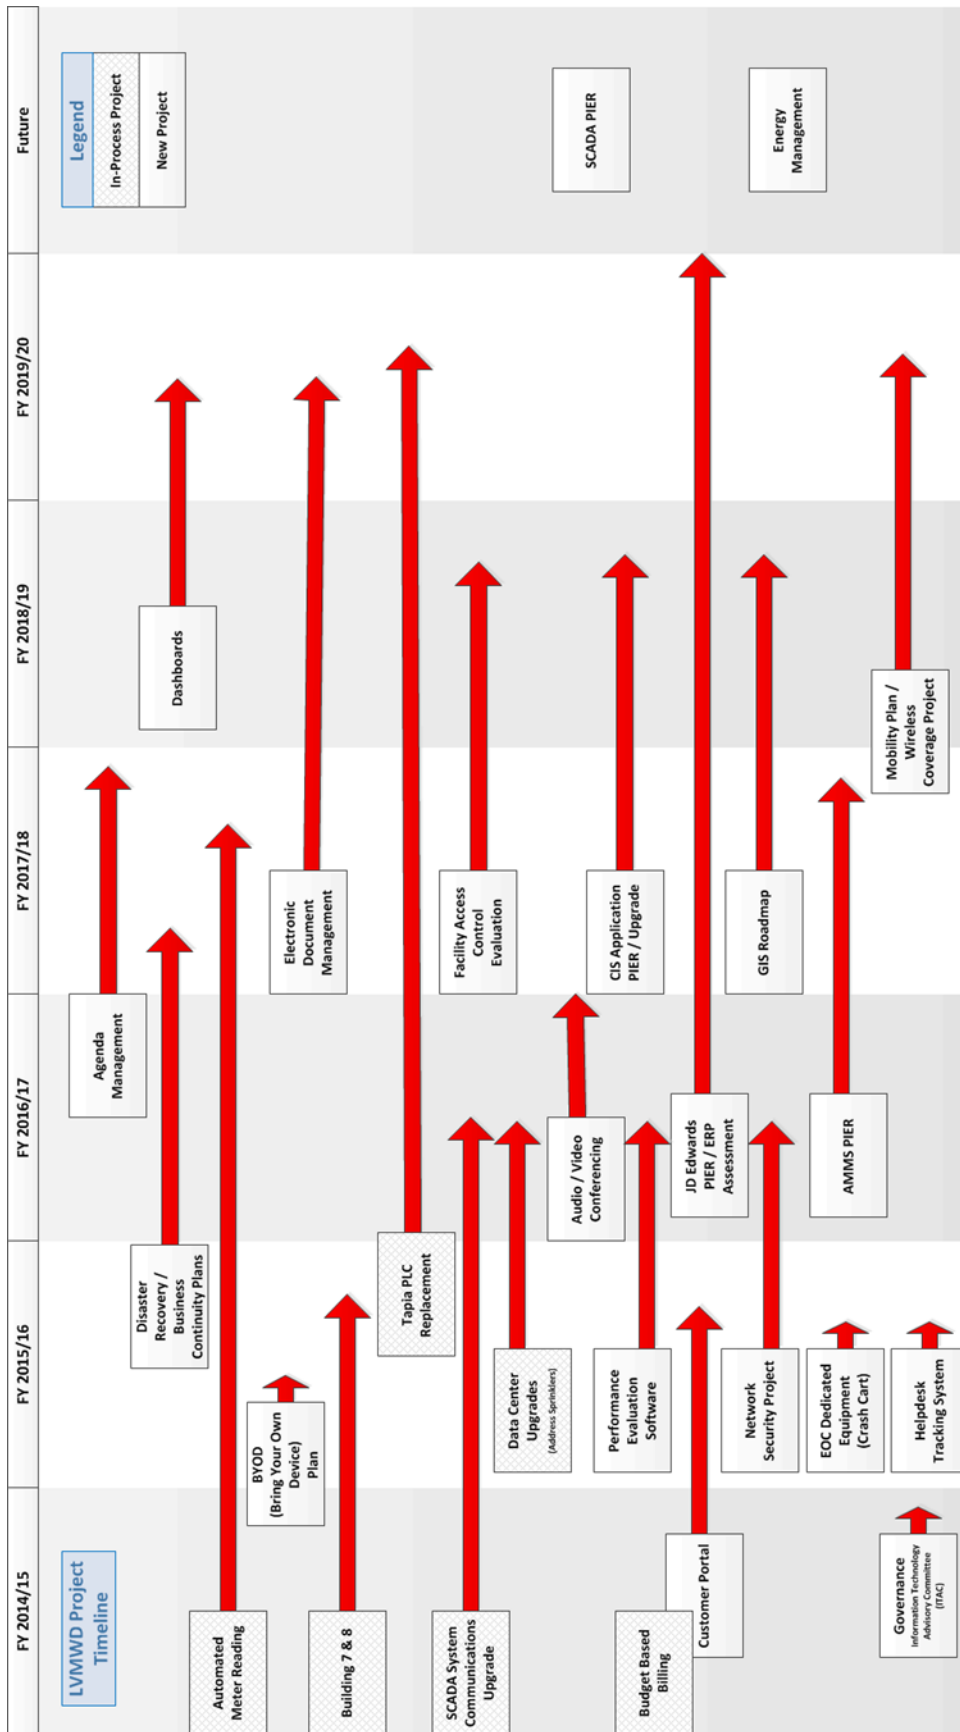 FY 2014/15
FY 2015/16
FY 2016/17
FY 2017/18
FY 2018/19
FY 2019/20
Future
LVMWD Project
Timeline
Legend
In-Process Project
New Project
Agenda
Management
Disaster
Recovery /
Business
Continuity Plans
Dashboards
Automated
Meter Reading
BYOD
(Bring Your Own
Device)
Plan
Electronic
Document
Management
Building 7 & 8
Tapia PLC
Replacement
SCADA System
Communications
Upgrade
Facility Access
Control
Evaluation
Data Center
Upgrades
(Address Sprinklers)
Audio / Video
Conferencing
SCADA PIER
CIS Application
PIER / Upgrade
Performance
Evaluation
Software
Budget Based
Billing
Customer Portal
JD Edwards
PIER / ERP
Assessment
Network
Security Project
GIS Roadmap
Energy
Management
EOC Dedicated
Equipment
(Crash Cart)
AMMS PIER
Mobility Plan /
Wireless
Coverage Project
Governance
Information Technology
Advisory Committee
(ITAC)
Helpdesk
Tracking System